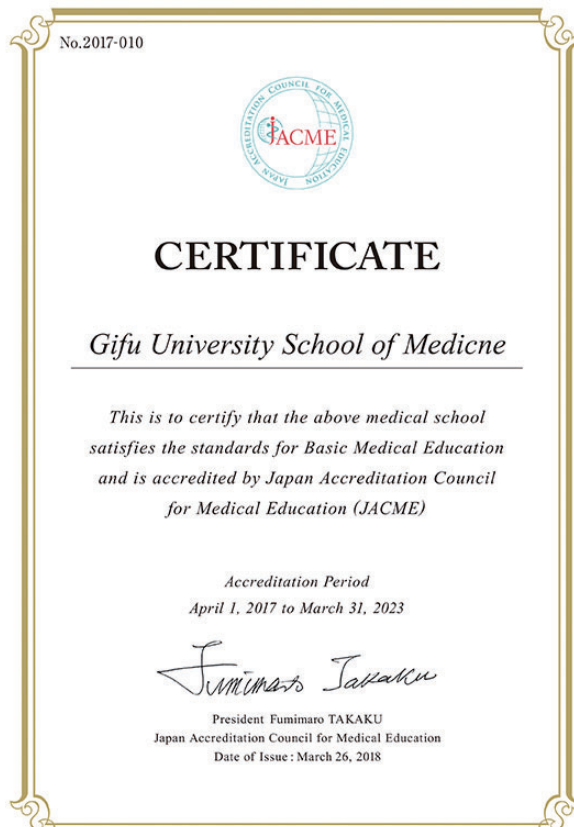 No.2017-010
JAPAN ACCREDITATION COUNCIL FOR MEDICAL EDUCATION
JACME
CERTIFICATE
Gifu University School of Medicne
This is to certify that the above medical school
satisfies the standards for Basic Medical Education
and is accredited by Japan Accreditation Council
for Medical Education (JACME)
Accreditation Period
April 1, 2017 to March 31, 2023
Fumimaro Takaku
President Fumimaro TAKAKU
Japan Accreditation Council for Medical Education
Date of Issue : March 26, 2018